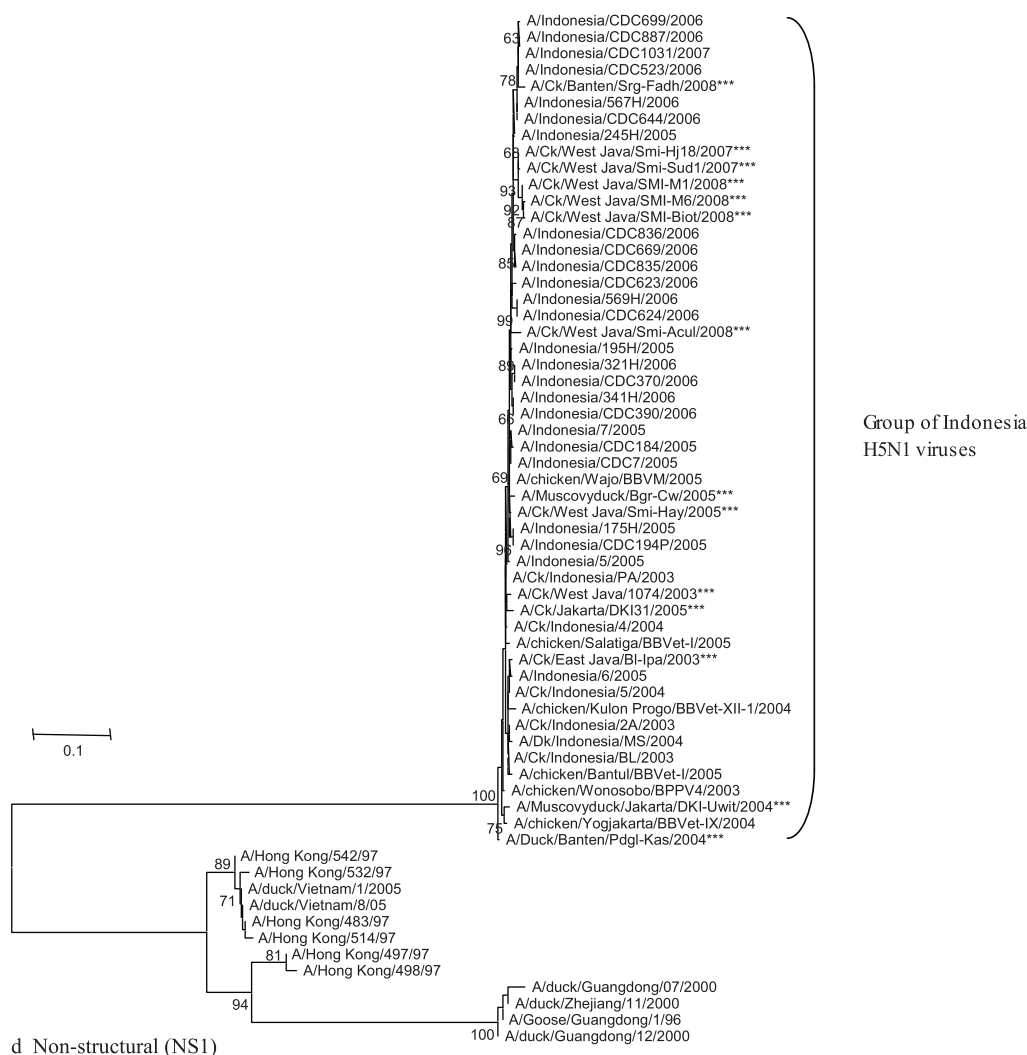 A/Indonesia/CDC699/2006
63
A/Indonesia/CDC887/2006
A/Indonesia/CDC1031/2007
A/Indonesia/CDC523/2006
78
A/Ck/Banten/Srg-Fadh/2008***
A/Indonesia/567H/2006
A/Indonesia/CDC644/2006
A/Indonesia/245H/2005
68
A/Ck/West Java/Smi-Hj18/2007***
A/Ck/West Java/Smi-Sud1/2007***
A/Ck/West Java/SMI-M1/2008***
93
A/Ck/West Java/SMI-M6/2008***
92
A/Ck/West Java/SMI-Biot/2008***
87
A/Indonesia/CDC836/2006
A/Indonesia/CDC669/2006
85
A/Indonesia/CDC835/2006
A/Indonesia/CDC623/2006
A/Indonesia/569H/2006
A/Indonesia/CDC624/2006
99
A/Ck/West Java/Smi-Acul/2008***
A/Indonesia/195H/2005
89
A/Indonesia/321H/2006
A/Indonesia/CDC370/2006
A/Indonesia/341H/2006
A/Indonesia/CDC390/2006
66
A/Indonesia/7/2005
A/Indonesia/CDC184/2005
A/Indonesia/CDC7/2005
69
A/chicken/Wajo/BBVM/2005
A/Muscovyduck/Bgr-Cw/2005***
A/Ck/West Java/Smi-Hay/2005***
A/Indonesia/175H/2005
A/Indonesia/CDC194P/2005
96
A/Indonesia/5/2005
A/Ck/Indonesia/PA/2003
A/Ck/West Java/1074/2003***
A/Ck/Jakarta/DKI31/2005***
A/Ck/Indonesia/4/2004
A/chicken/Salatiga/BBVet-I/2005
A/Ck/East Java/Bl-Ipa/2003***
A/Indonesia/6/2005
A/Ck/Indonesia/5/2004
A/chicken/Kulon Progo/BBVet-XII-1/2004
A/Ck/Indonesia/2A/2003
A/Dk/Indonesia/MS/2004
A/Ck/Indonesia/BL/2003
A/chicken/Bantul/BBVet-I/2005
A/chicken/Wonosobo/BPPV4/2003
100
A/Muscovyduck/Jakarta/DKI-Uwit/2004***
A/chicken/Yogjakarta/BBVet-IX/2004
75
A/Duck/Banten/Pdgl-Kas/2004***
Group of Indonesia
H5N1 viruses
0.1
A/Hong Kong/542/97
89
A/Hong Kong/532/97
A/duck/Vietnam/1/2005
71
A/duck/Vietnam/8/05
A/Hong Kong/483/97
A/Hong Kong/514/97
81
A/Hong Kong/497/97
A/Hong Kong/498/97
94
A/duck/Guangdong/07/2000
A/duck/Zhejiang/11/2000
A/Goose/Guangdong/1/96
100
A/duck/Guangdong/12/2000
d Non-structural (NS1)